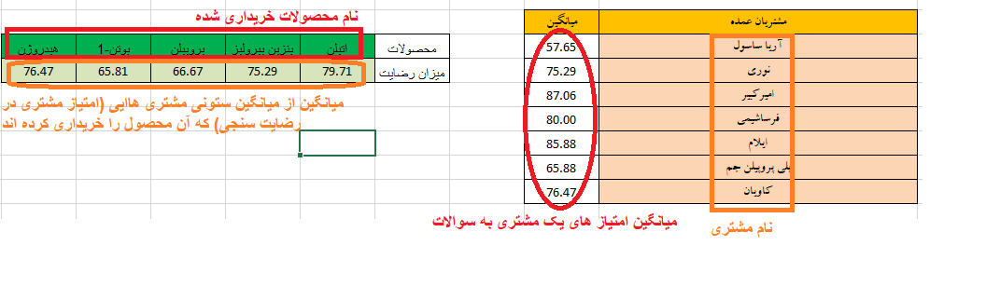 نام محصولات خریداری شده
محصولات اتیلن پروپیلن بنزین پیرولیز بوتن-1 هیدروژن
میزان رضایت 79.71 75.29 66.67 65.81 76.47
میانگین از میانگین ستونی مشتری هاایی (امتیاز مشتری در
رضایت سنجی) که آن محصول را خریداری کرده اند
مشتریان عمده میانگین
آریا ساسول 57.65
نوری 75.29
امیرکبیر 87.06
فرساشیمی 80.00
ایلام 85.88
پلی پروپیلن جم 65.88
کاویان 76.47
میانگین امتیاز های یک مشتری به سوالات
نام مشتری